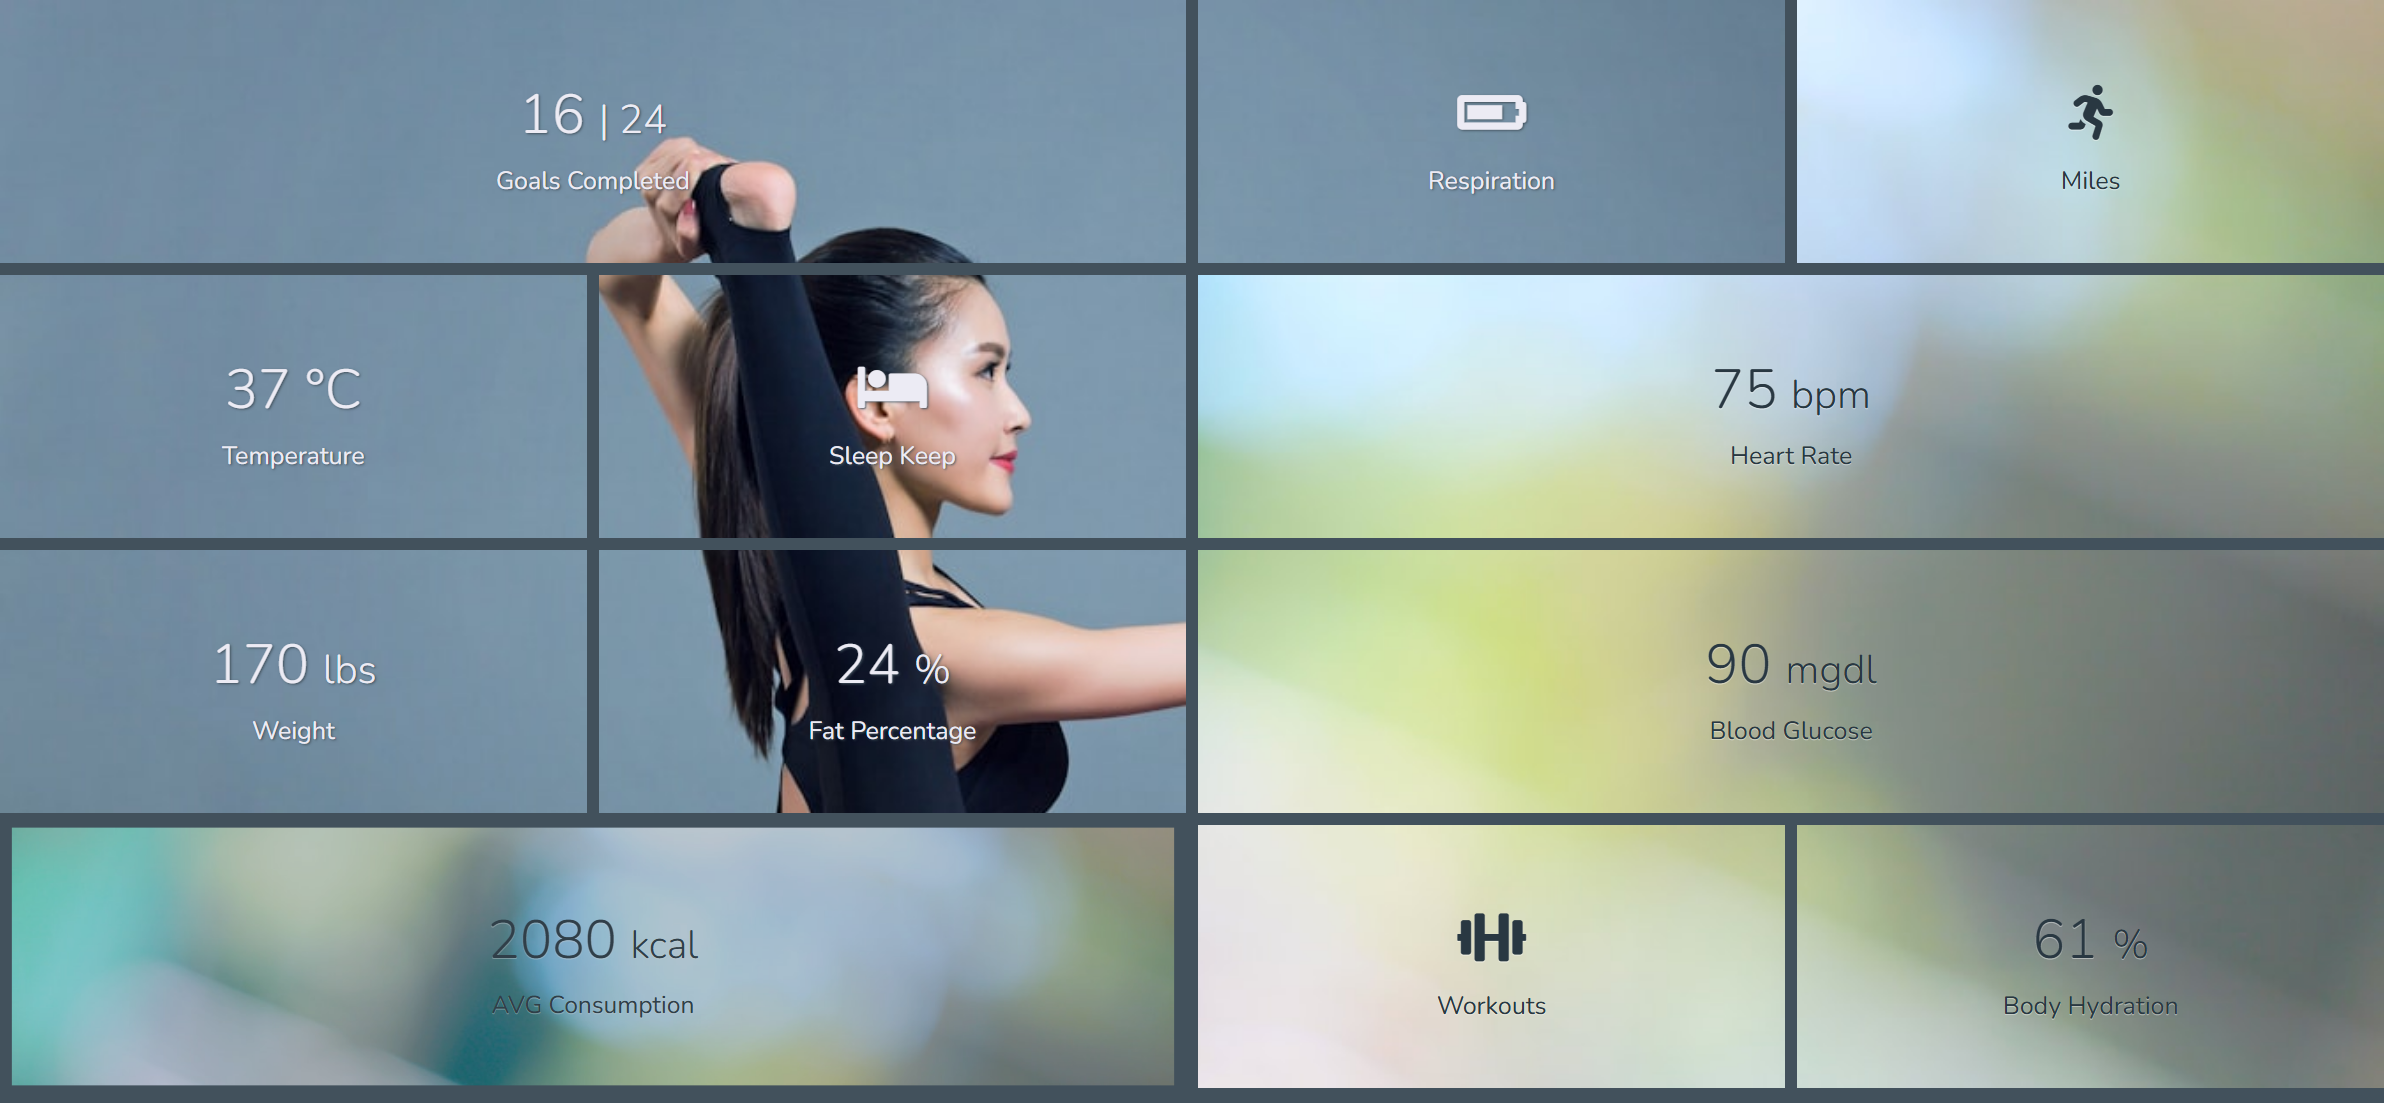 16 | 24
Goals Completed
Respiration
Miles
37 °C
Temperature
Sleep Keep
75 bpm
Heart Rate
170 lbs
Weight
24 %
Fat Percentage
90 mgdl
Blood Glucose
2080 kcal
AVG Consumption
Workouts
61 %
Body Hydration